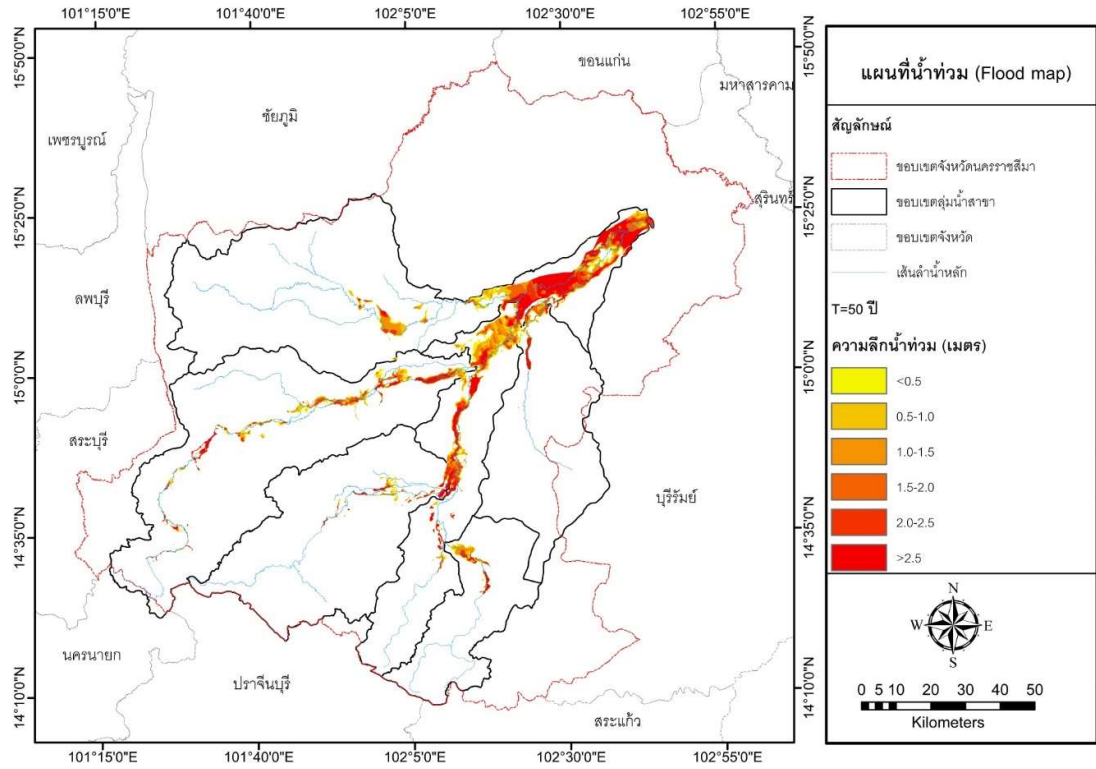 101°15'0"E 101°40'0"E 102°5'0"E 102°30'0"E 102°55'0"E
15°50'0"N
15°25'0"N
15°0'0"N
14°35'0"N
14°10'0"N
ขอนแก่น
มหาสารคาม
ชัยภูมิ
เพชรบูรณ์
สุรินทร์
ลพบุรี
สระบุรี
บุรีรัมย์
นครนายก
ปราจีนบุรี
สระแก้ว
15°50'0"N
15°25'0"N
15°0'0"N
14°35'0"N
14°10'0"N
101°15'0"E 101°40'0"E 102°5'0"E 102°30'0"E 102°55'0"E
แผนที่น้ำท่วม (Flood map)
สัญลักษณ์
ขอบเขตจังหวัดนครราชสีมา
ขอบเขตลุ่มน้ำสาขา
ขอบเขตจังหวัด
เส้นลำน้ำหลัก
T=50 ปี
ความลึกน้ำท่วม (เมตร)
<0.5
0.5-1.0
1.0-1.5
1.5-2.0
2.0-2.5
>2.5
N
W E
S
0 5 10 20 30 40 50
Kilometers